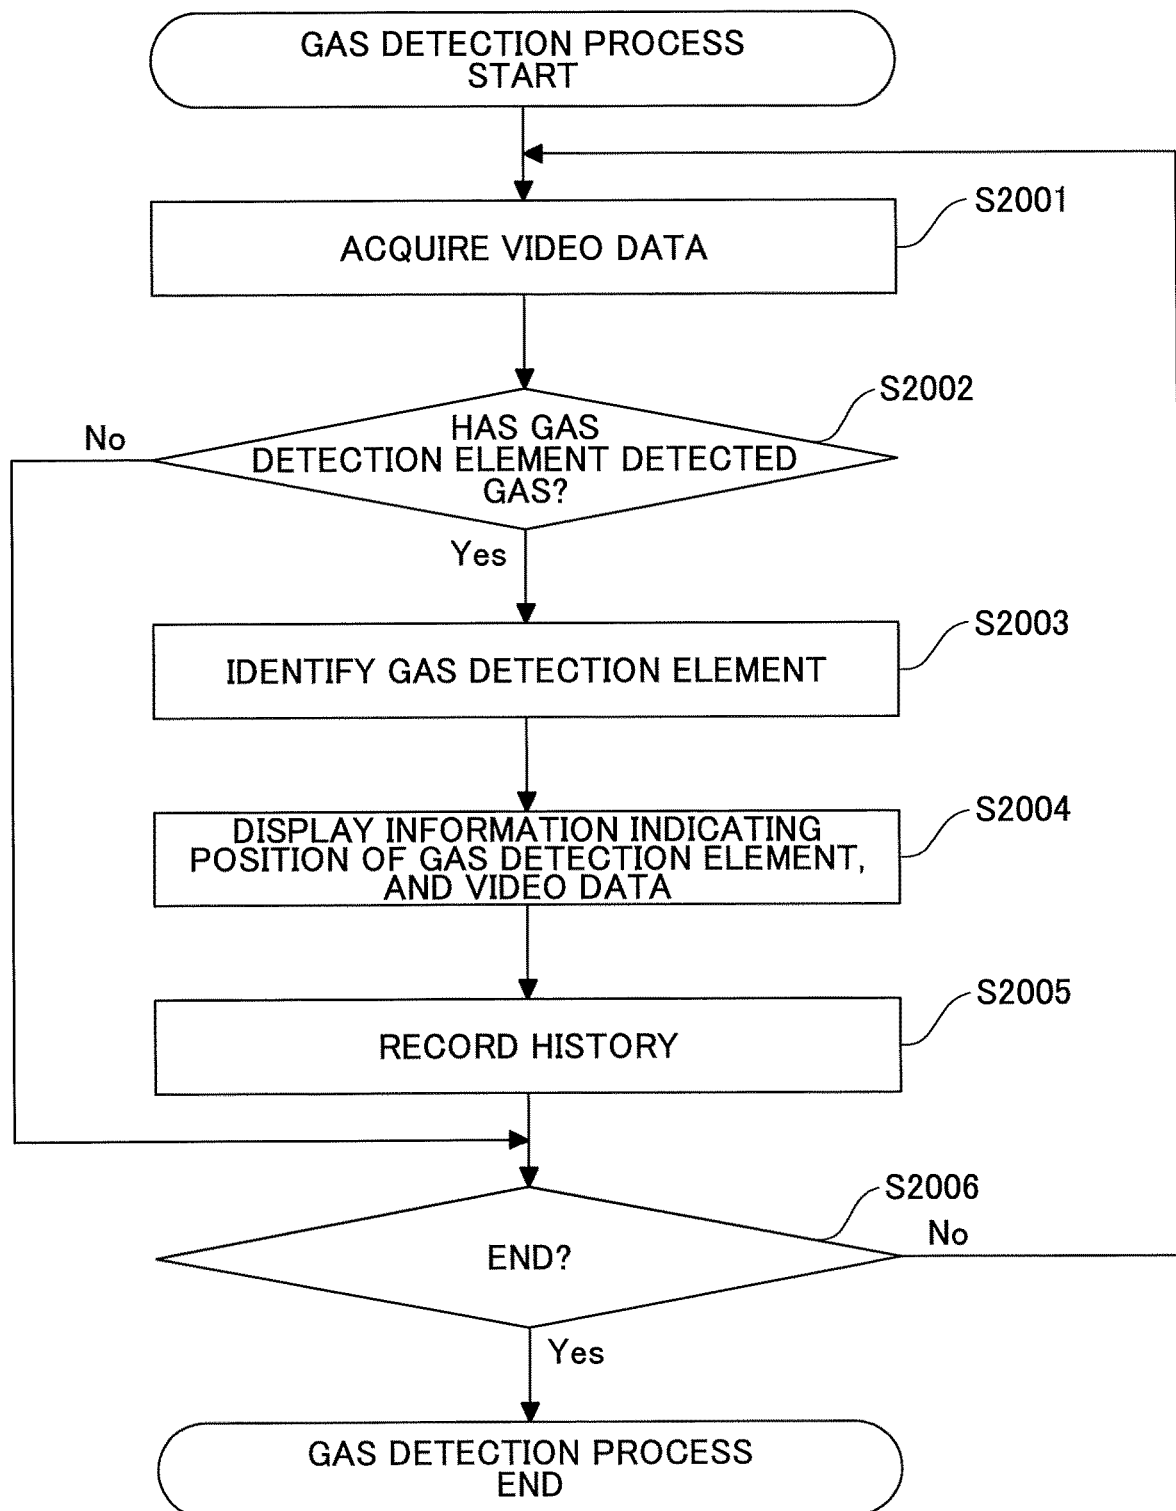 GAS DETECTION PROCESS
START
S2001
ACQUIRE VIDEO DATA
S2002
No
HAS GAS
DETECTION ELEMENT DETECTED
GAS?
Yes
S2003
IDENTIFY GAS DETECTION ELEMENT
S2004
DISPLAY INFORMATION INDICATING
POSITION OF GAS DETECTION ELEMENT,
AND VIDEO DATA
S2005
RECORD HISTORY
S2006
No
END?
Yes
GAS DETECTION PROCESS
END